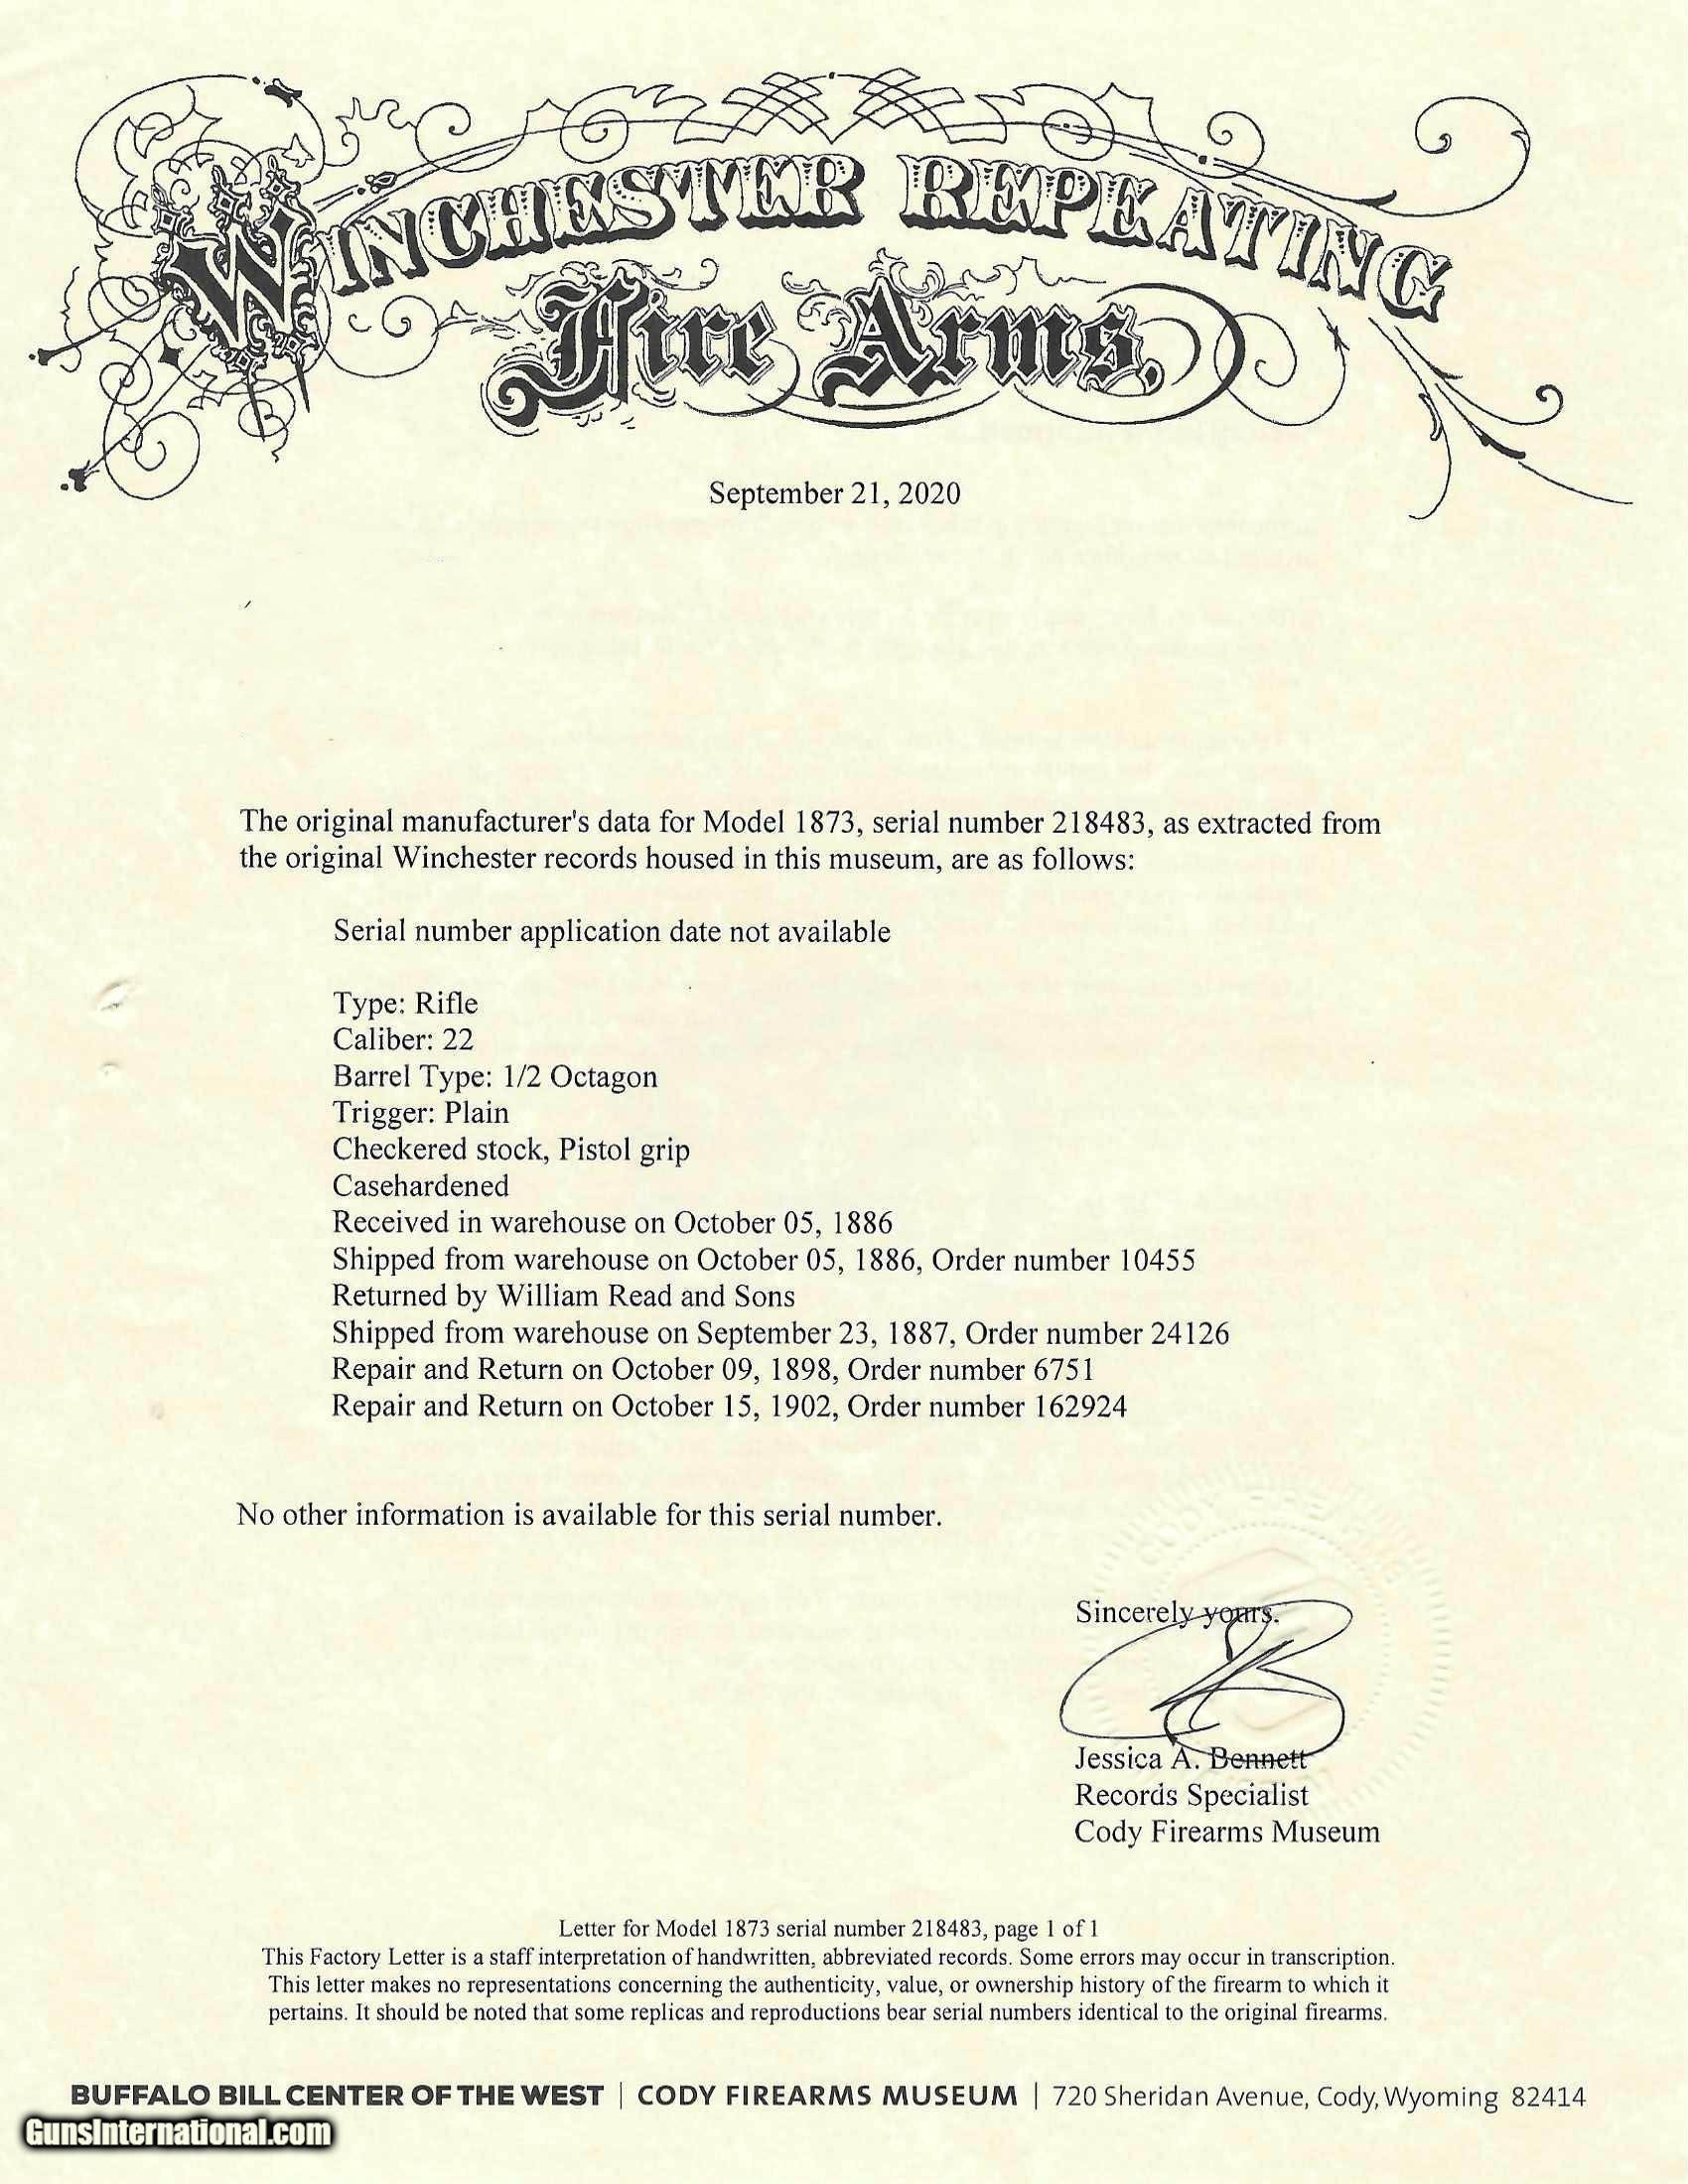 WINCHESTER REPEATING
Fire Arms,
September 21, 2020
The original manufacturer's data for Model 1873, serial number 218483, as extracted from
the original Winchester records housed in this museum, are as follows:
Serial number application date not available
Type: Rifle
Caliber: 22
Barrel Type: 1/2 Octagon
Trigger: Plain
Checkered stock, Pistol grip
Casehardened
Received in warehouse on October 05, 1886
Shipped from warehouse on October 05, 1886, Order number 10455
Returned by William Read and Sons
Shipped from warehouse on September 23, 1887, Order number 24126
Repair and Return on October 09, 1898, Order number 6751
Repair and Return on October 15, 1902, Order number 162924
No other information is available for this serial number.
Sincerely yours,
Jessica A. Bennett
Records Specialist
Cody Firearms Museum
Letter for Model 1873 serial number 218483, page 1 of 1
This Factory Letter is a staff interpretation of handwritten, abbreviated records. Some errors may occur in transcription.
This letter makes no representations concerning the authenticity, value, or ownership history of the firearm to which it
pertains. It should be noted that some replicas and reproductions bear serial numbers identical to the original firearms.
BUFFALO BILL CENTER OF THE WEST | CODY FIREARMS MUSEUM | 720 Sheridan Avenue, Cody, Wyoming 82414
GunsInternational.com